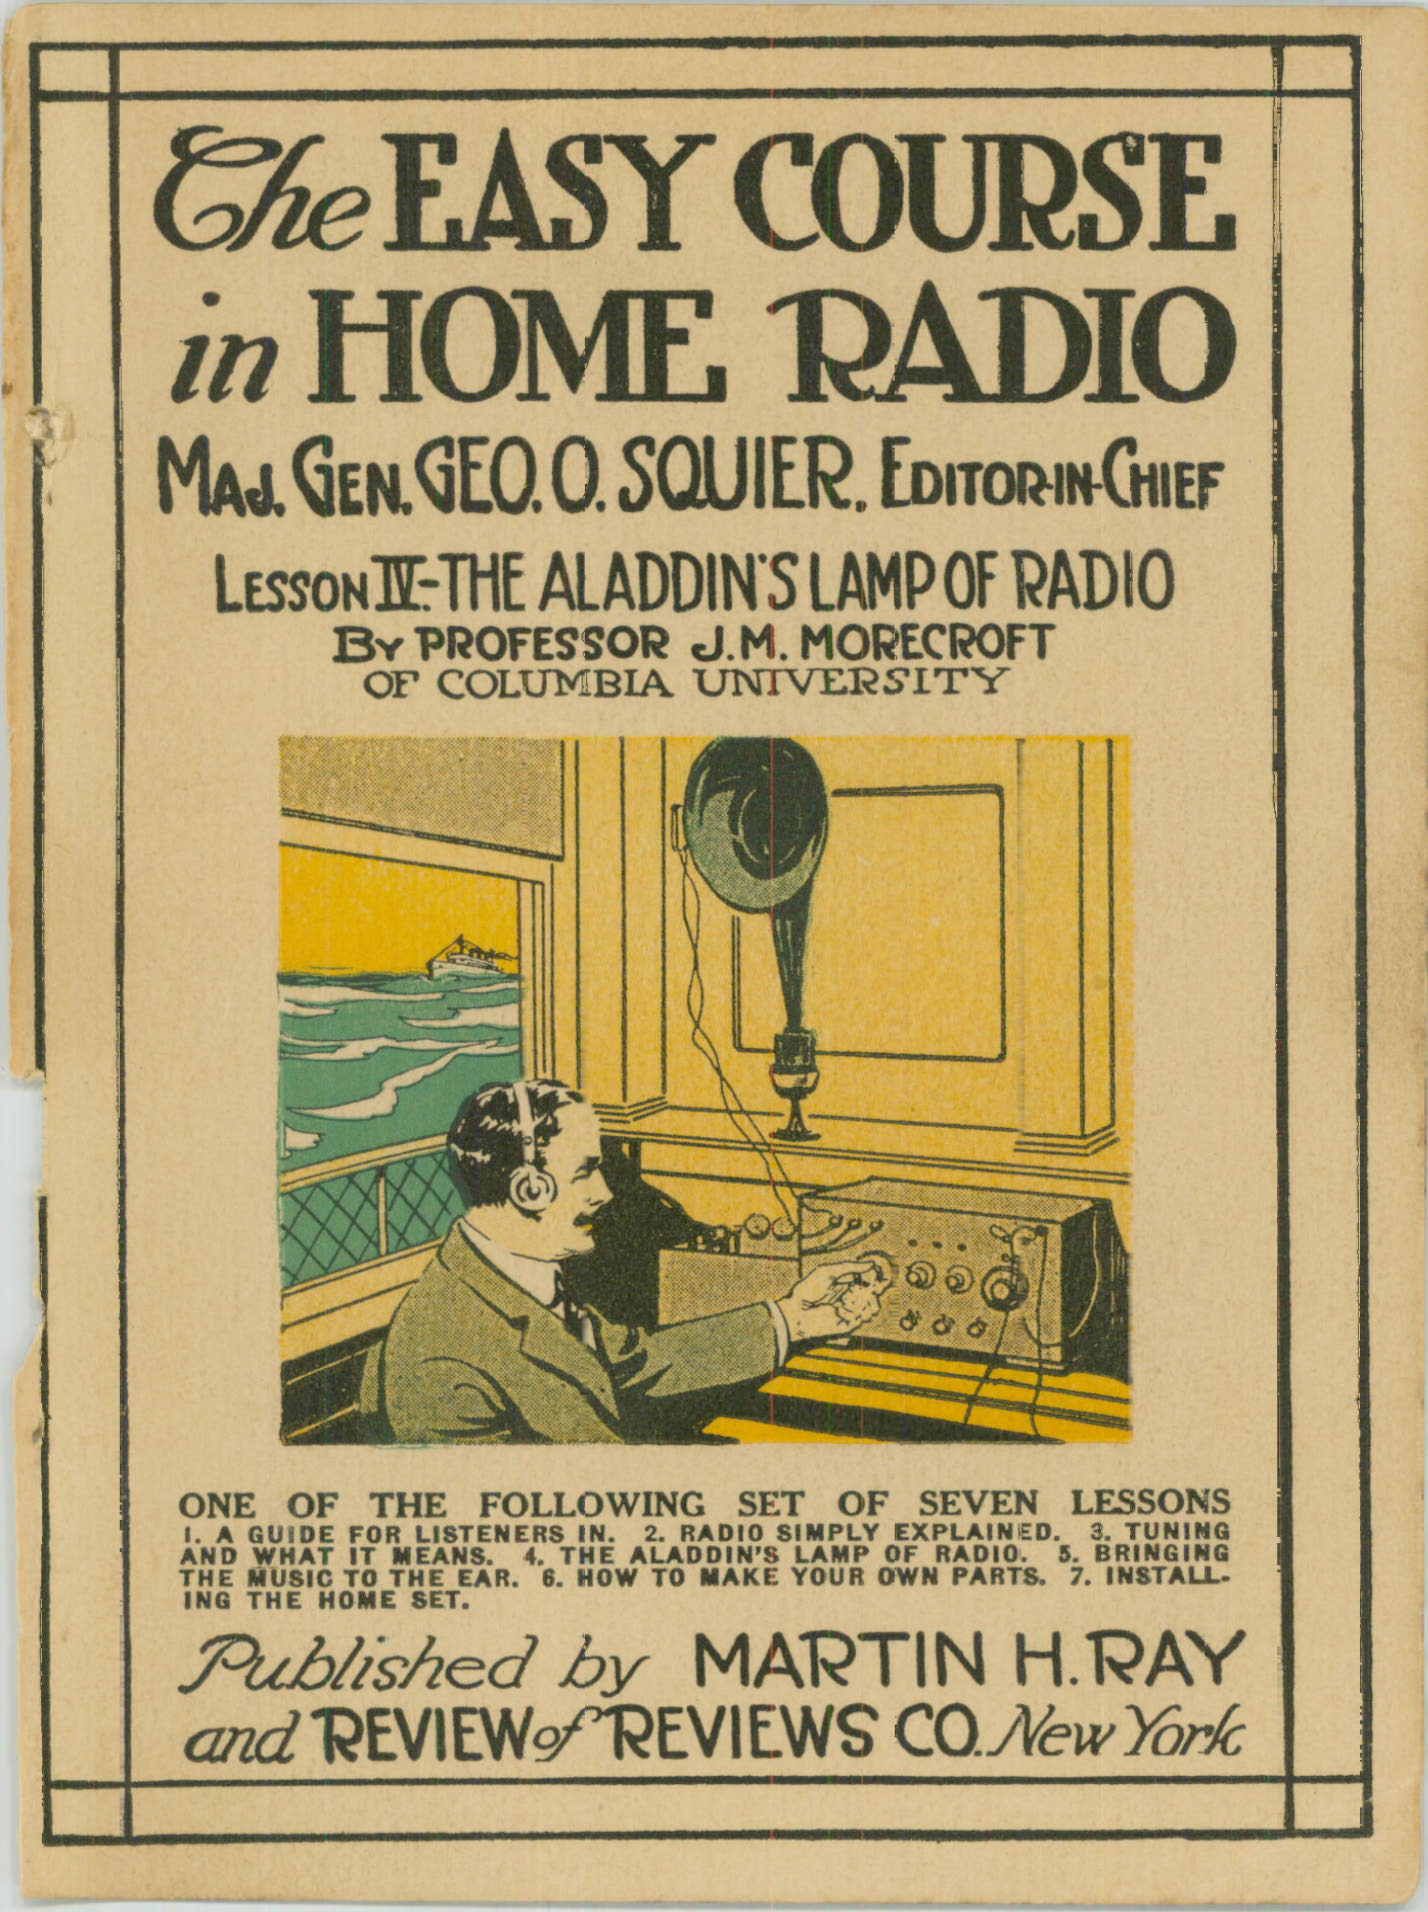 The EASY COURSE
in HOME RADIO
MAJ. GEN. GEO. O. SQUIER, EDITOR-IN-CHIEF
LESSON IV.-THE ALADDIN'S LAMP OF RADIO
BY PROFESSOR J.M. MORECROFT
OF COLUMBIA UNIVERSITY
ONE OF THE FOLLOWING SET OF SEVEN LESSONS
1. A GUIDE FOR LISTENERS IN. 2. RADIO SIMPLY EXPLAINED. 3. TUNING
AND WHAT IT MEANS. 4. THE ALADDIN'S LAMP OF RADIO. 5. BRINGING
THE MUSIC TO THE EAR. 6. HOW TO MAKE YOUR OWN PARTS. 7. INSTALL-
ING THE HOME SET.
Published by MARTIN H. RAY
and REVIEW of REVIEWS CO. New York